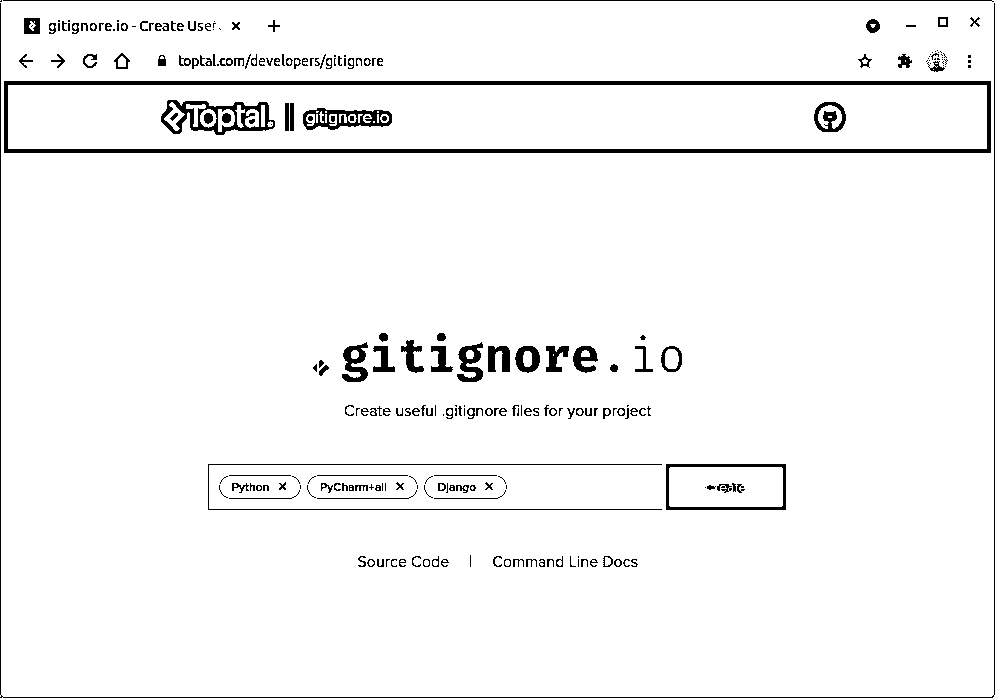 gitignore.io - Create Usef
toptal.com/developers/gitignore
Toptal. gitignore.io
gitignore.io
Create useful .gitignore files for your project
Python PyCharm+all Django
Source Code | Command Line Docs